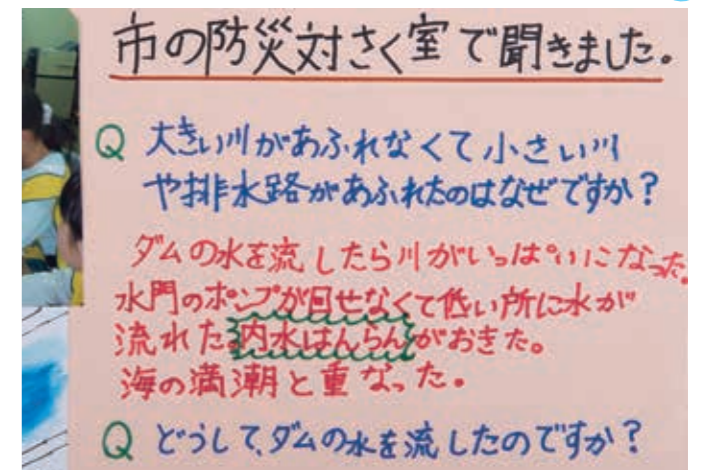 市の防災対さく室で聞きました。
Q 大きい川があふれなくて小さい川
や排水路があふれたのはなぜですか?
ダムの水を流したら川がいっぱいになった。
水門のポンプが回せなくて低い所に水が
流れた。内水はんらんがおきた。
海の満潮と重なった。
Q どうして、ダムの水を流したのですか?